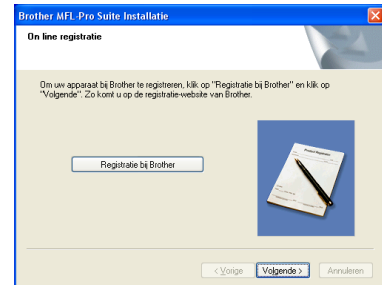 Brother MFL-Pro Suite Installatie
On line registratie
Om uw apparaat bij Brother te registreren, klik op "Registratie bij Brother" en klik op
"Volgende". Zo komt u op de registratie-website van Brother.
Product Registration
Registratie bij Brother
< Vorige
Volgende >
Annuleren